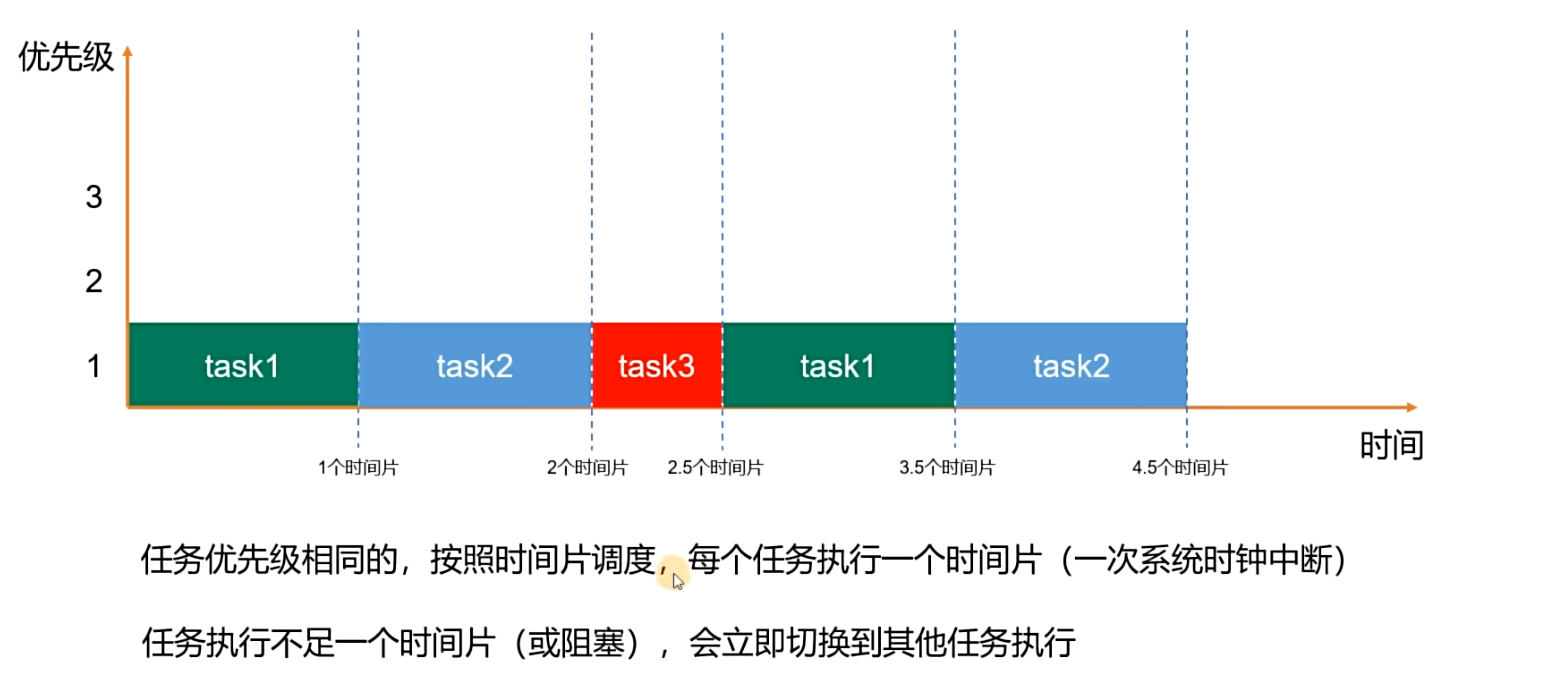 优先级
3
2
1
task1
task2
task3
task1
task2
时间
1个时间片
2个时间片
2.5个时间片
3.5个时间片
4.5个时间片
任务优先级相同的，按照时间片调度，每个任务执行一个时间片（一次系统时钟中断）
任务执行不足一个时间片（或阻塞），会立即切换到其他任务执行